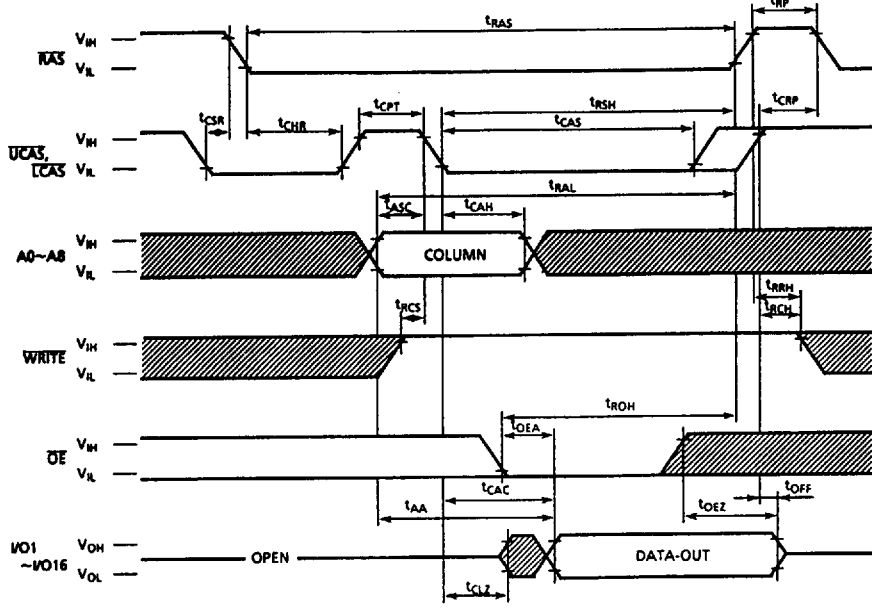 tRAS
tRP
RAS
VIH
VIL
tCSR
tCHR
tCPT
tRSH
tCAS
tCRP
UCAS,
LCAS
VIH
VIL
tRAL
tASC
tCAH
A0~A8
VIH
VIL
COLUMN
tRCS
tRRH
tRCH
WRITE
VIH
VIL
tROH
tOEA
OE
VIH
VIL
tCAC
tAA
tOEZ
tOFF
I/O1
~I/O16
VOH
VOL
OPEN
DATA-OUT
tCLZ